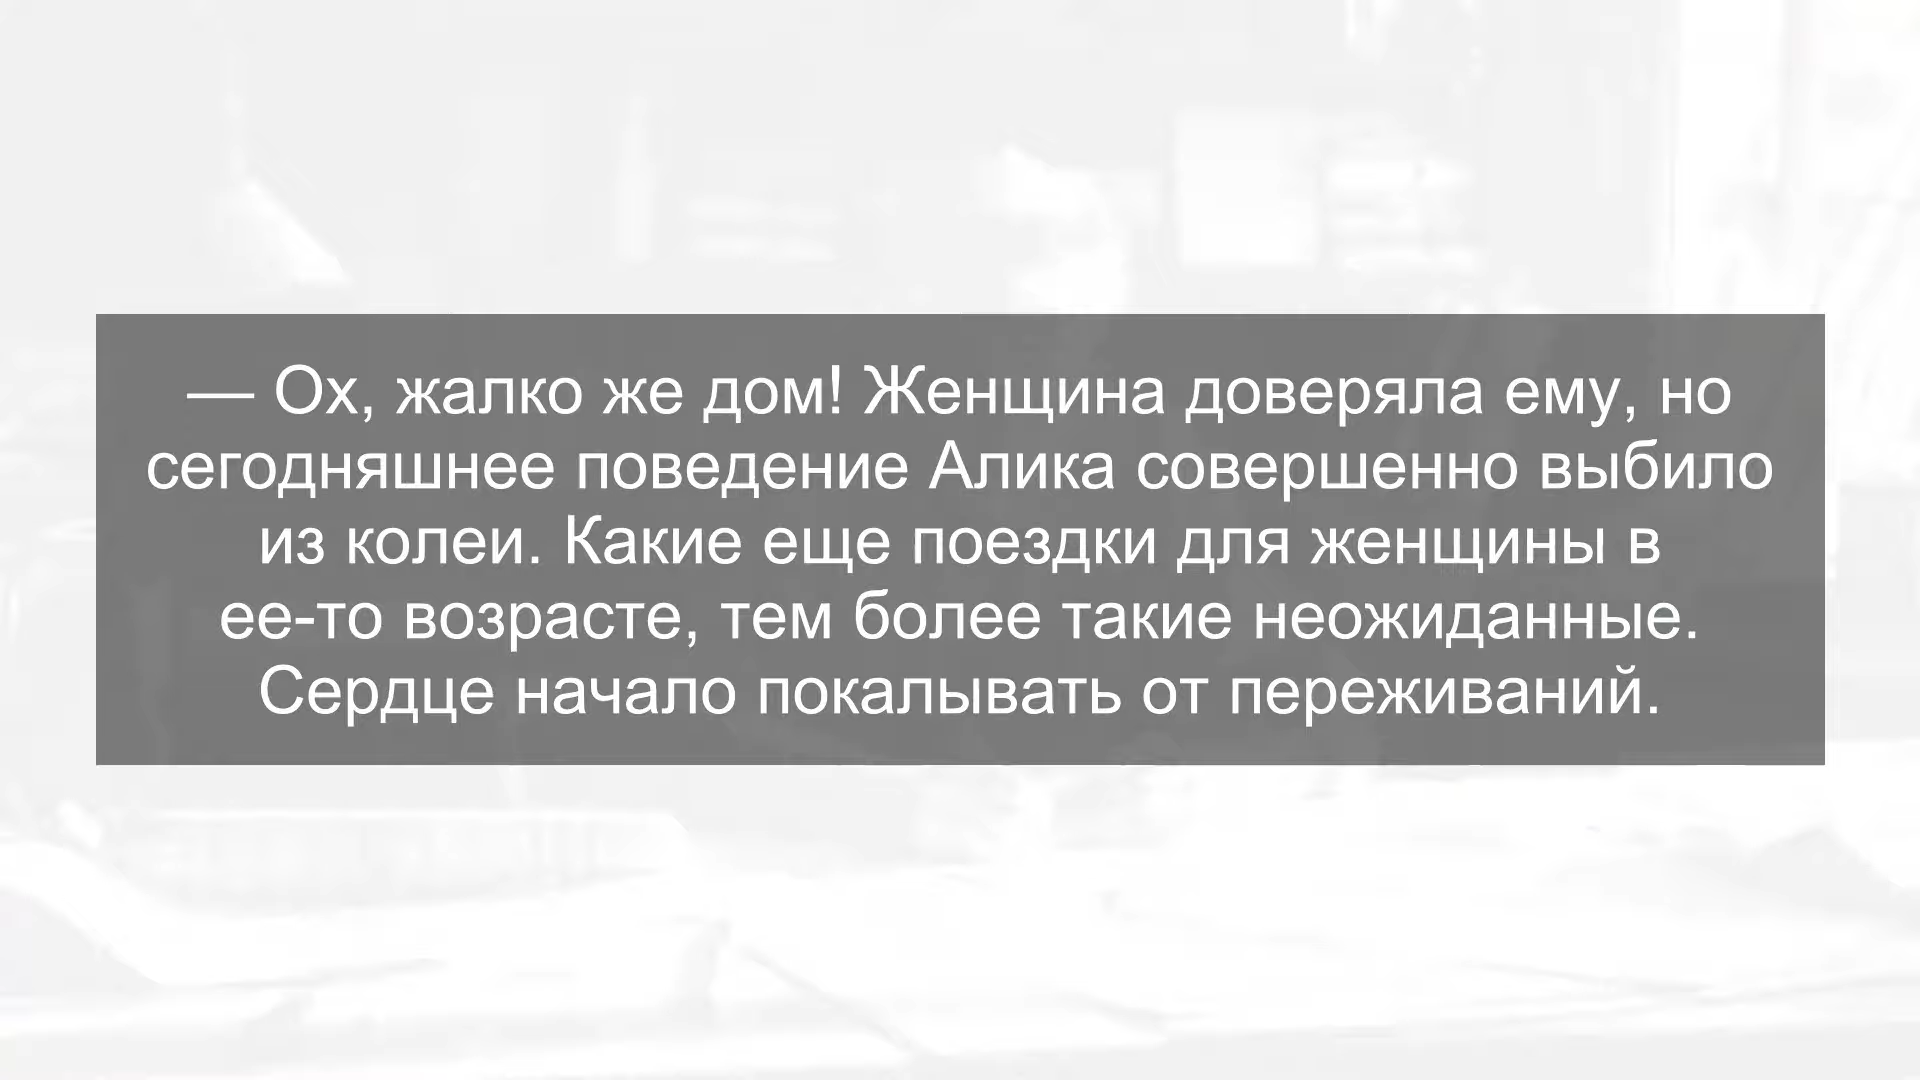 — Ох, жалко же дом! Женщина доверяла ему, но
сегодняшнее поведение Алика совершенно выбило
из колеи. Какие еще поездки для женщины в
ее-то возрасте, тем более такие неожиданные.
Сердце начало покалывать от переживаний.